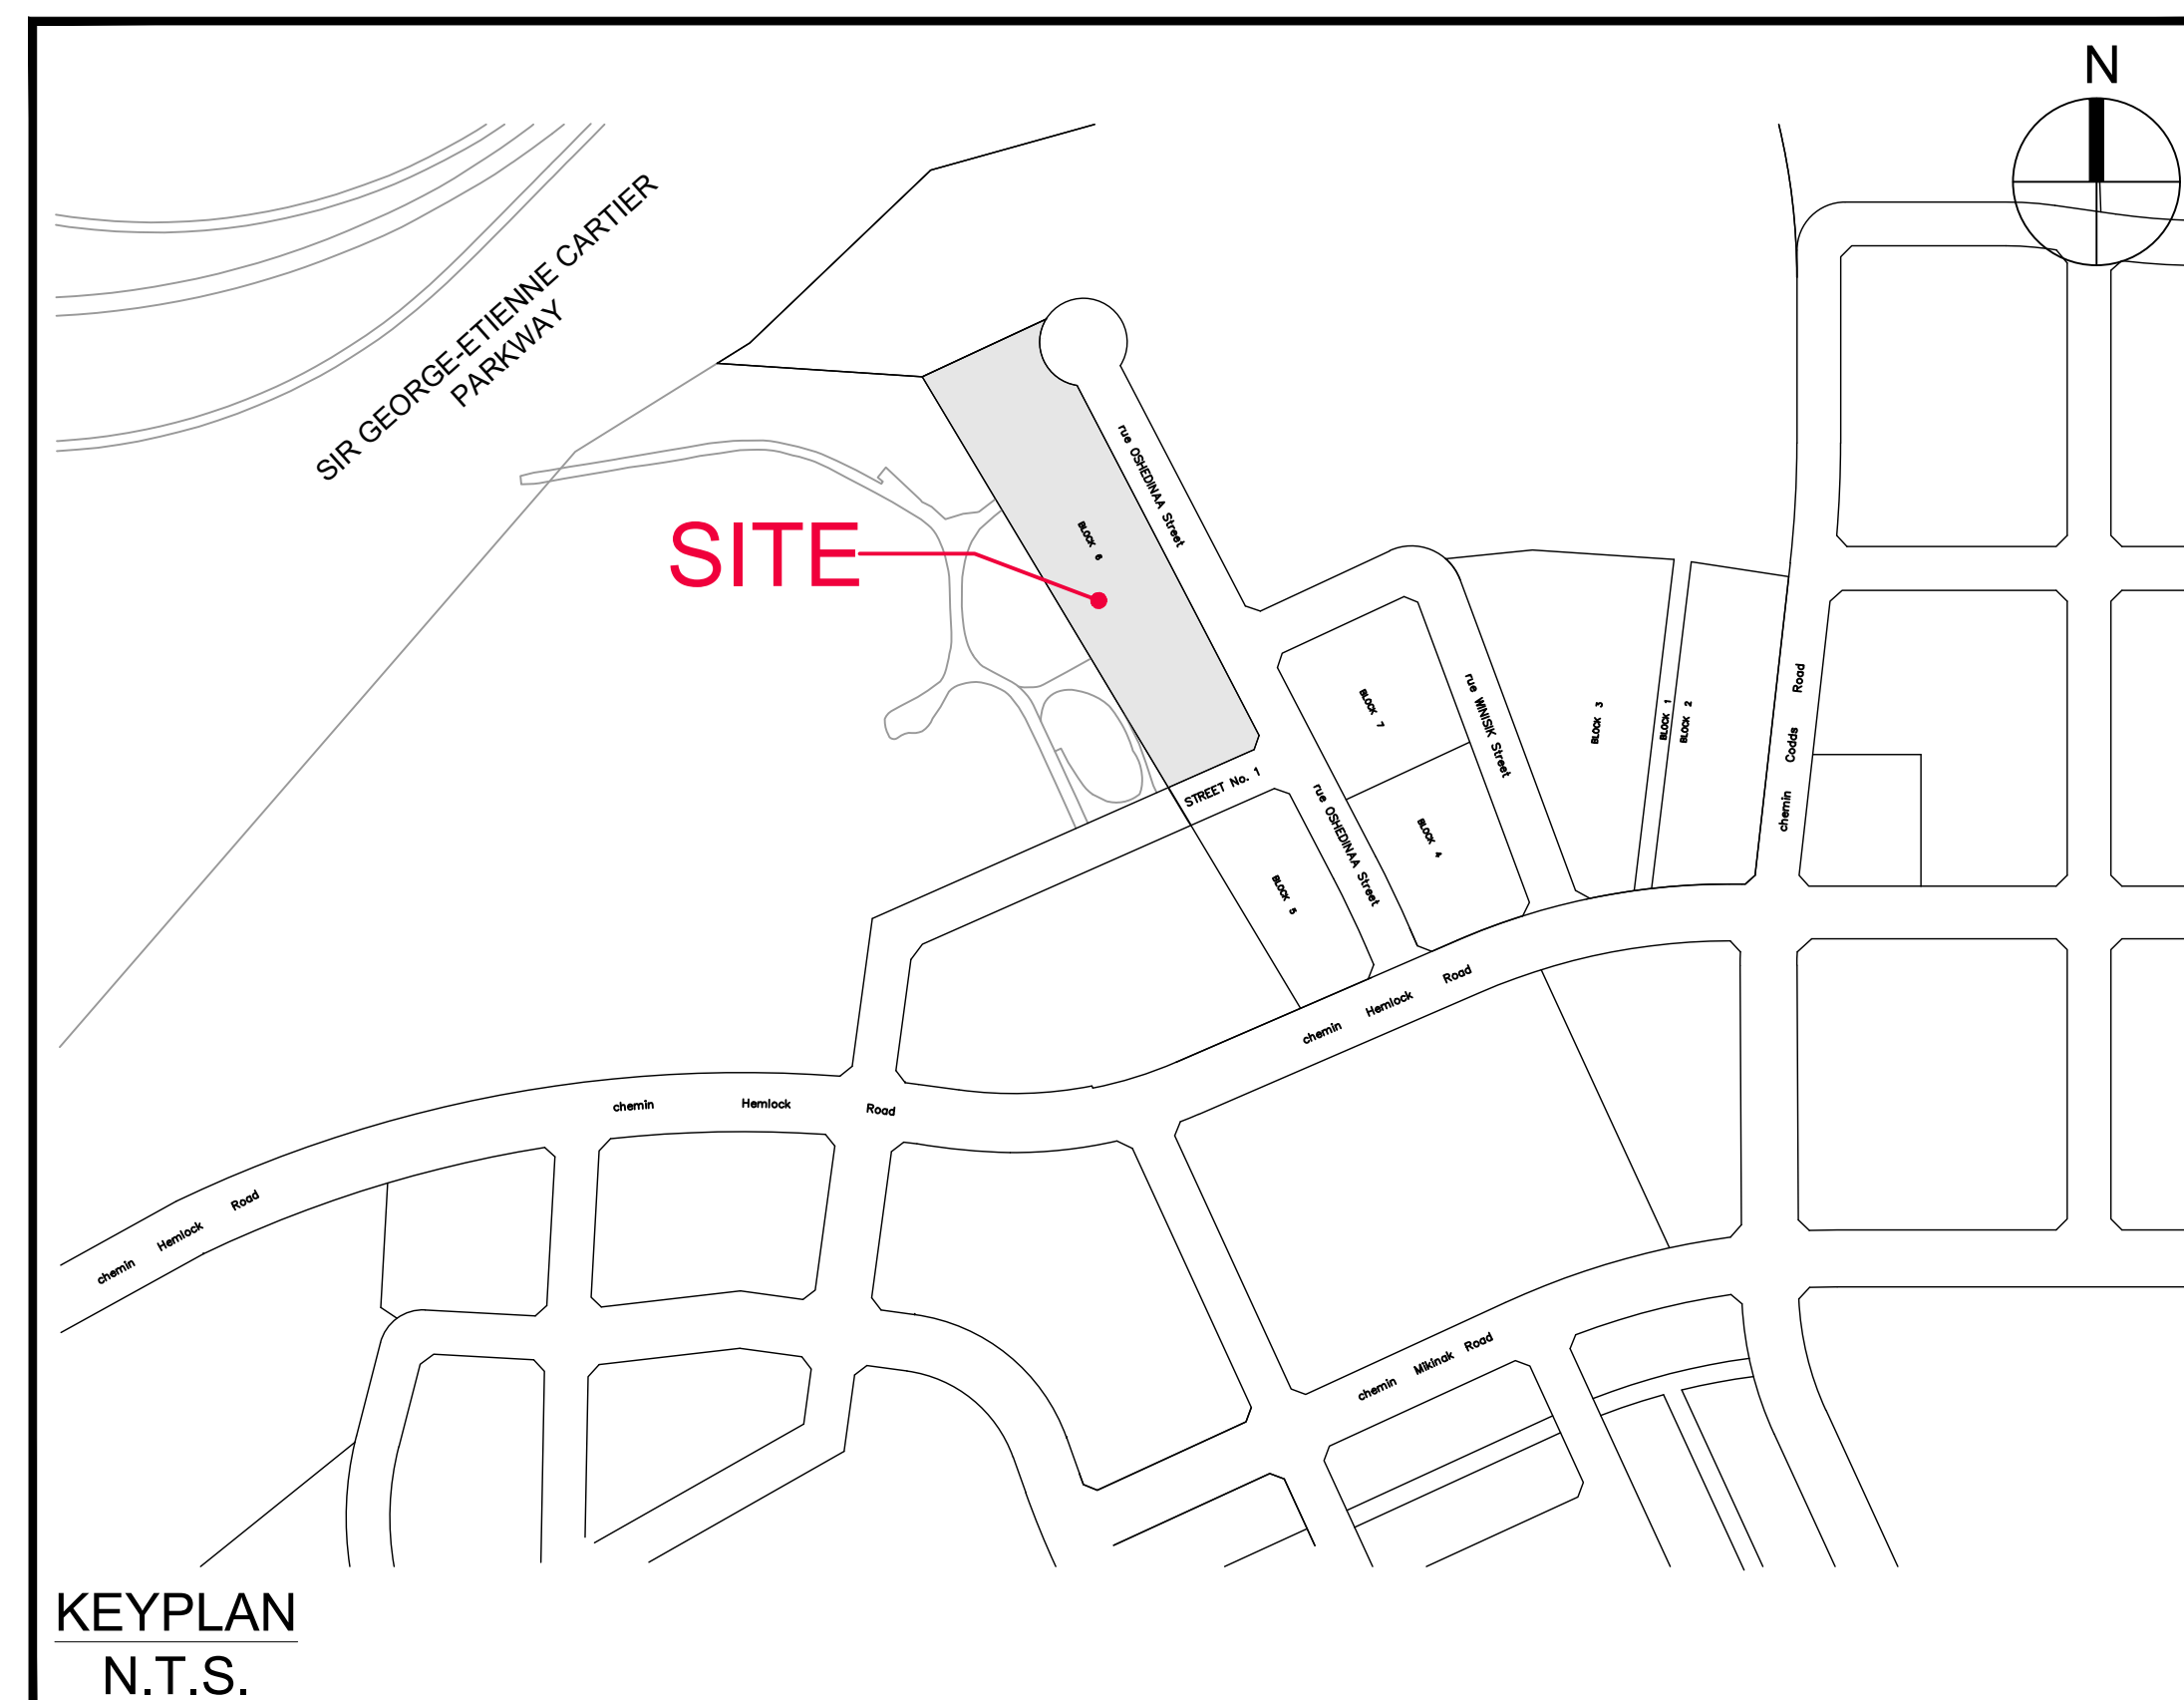 N
SIR GEORGE-ETIENNE CARTIER
PARKWAY
SITE
BLOCK 6
rue OSHEDINAA Street
BLOCK 7
rue WINISIK Street
BLOCK 3
BLOCK 1
BLOCK 2
chemin Codds Road
STREET No. 1
rue OSHEDINAA Street
BLOCK 4
BLOCK 5
chemin Hemlock Road
chemin Hemlock Road
chemin Hemlock Road
chemin Mikinak Road
KEYPLAN
N.T.S.